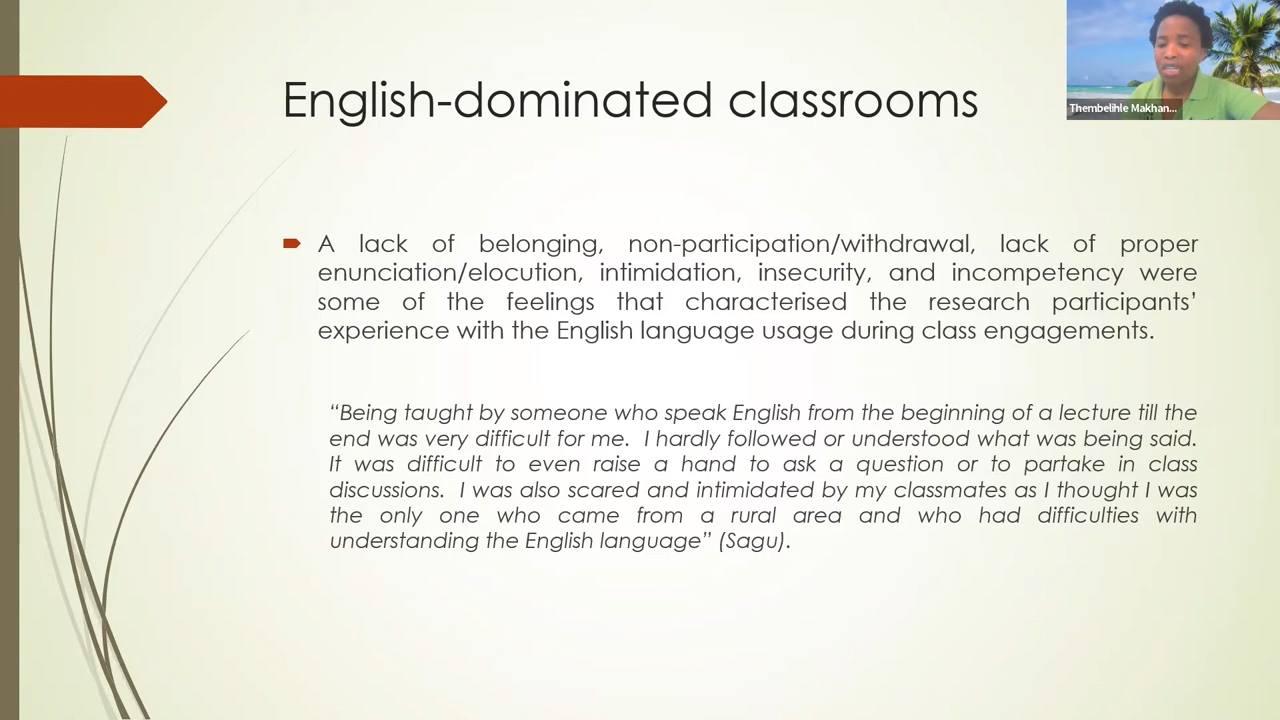 English-dominated classrooms
Thembelihle Makhan...
A lack of belonging, non-participation/withdrawal, lack of proper
enunciation/elocution, intimidation, insecurity, and incompetency were
some of the feelings that characterised the research participants’
experience with the English language usage during class engagements.
“Being taught by someone who speak English from the beginning of a lecture till the
end was very difficult for me. I hardly followed or understood what was being said.
It was difficult to even raise a hand to ask a question or to partake in class
discussions. I was also scared and intimidated by my classmates as I thought I was
the only one who came from a rural area and who had difficulties with
understanding the English language” (Sagu).